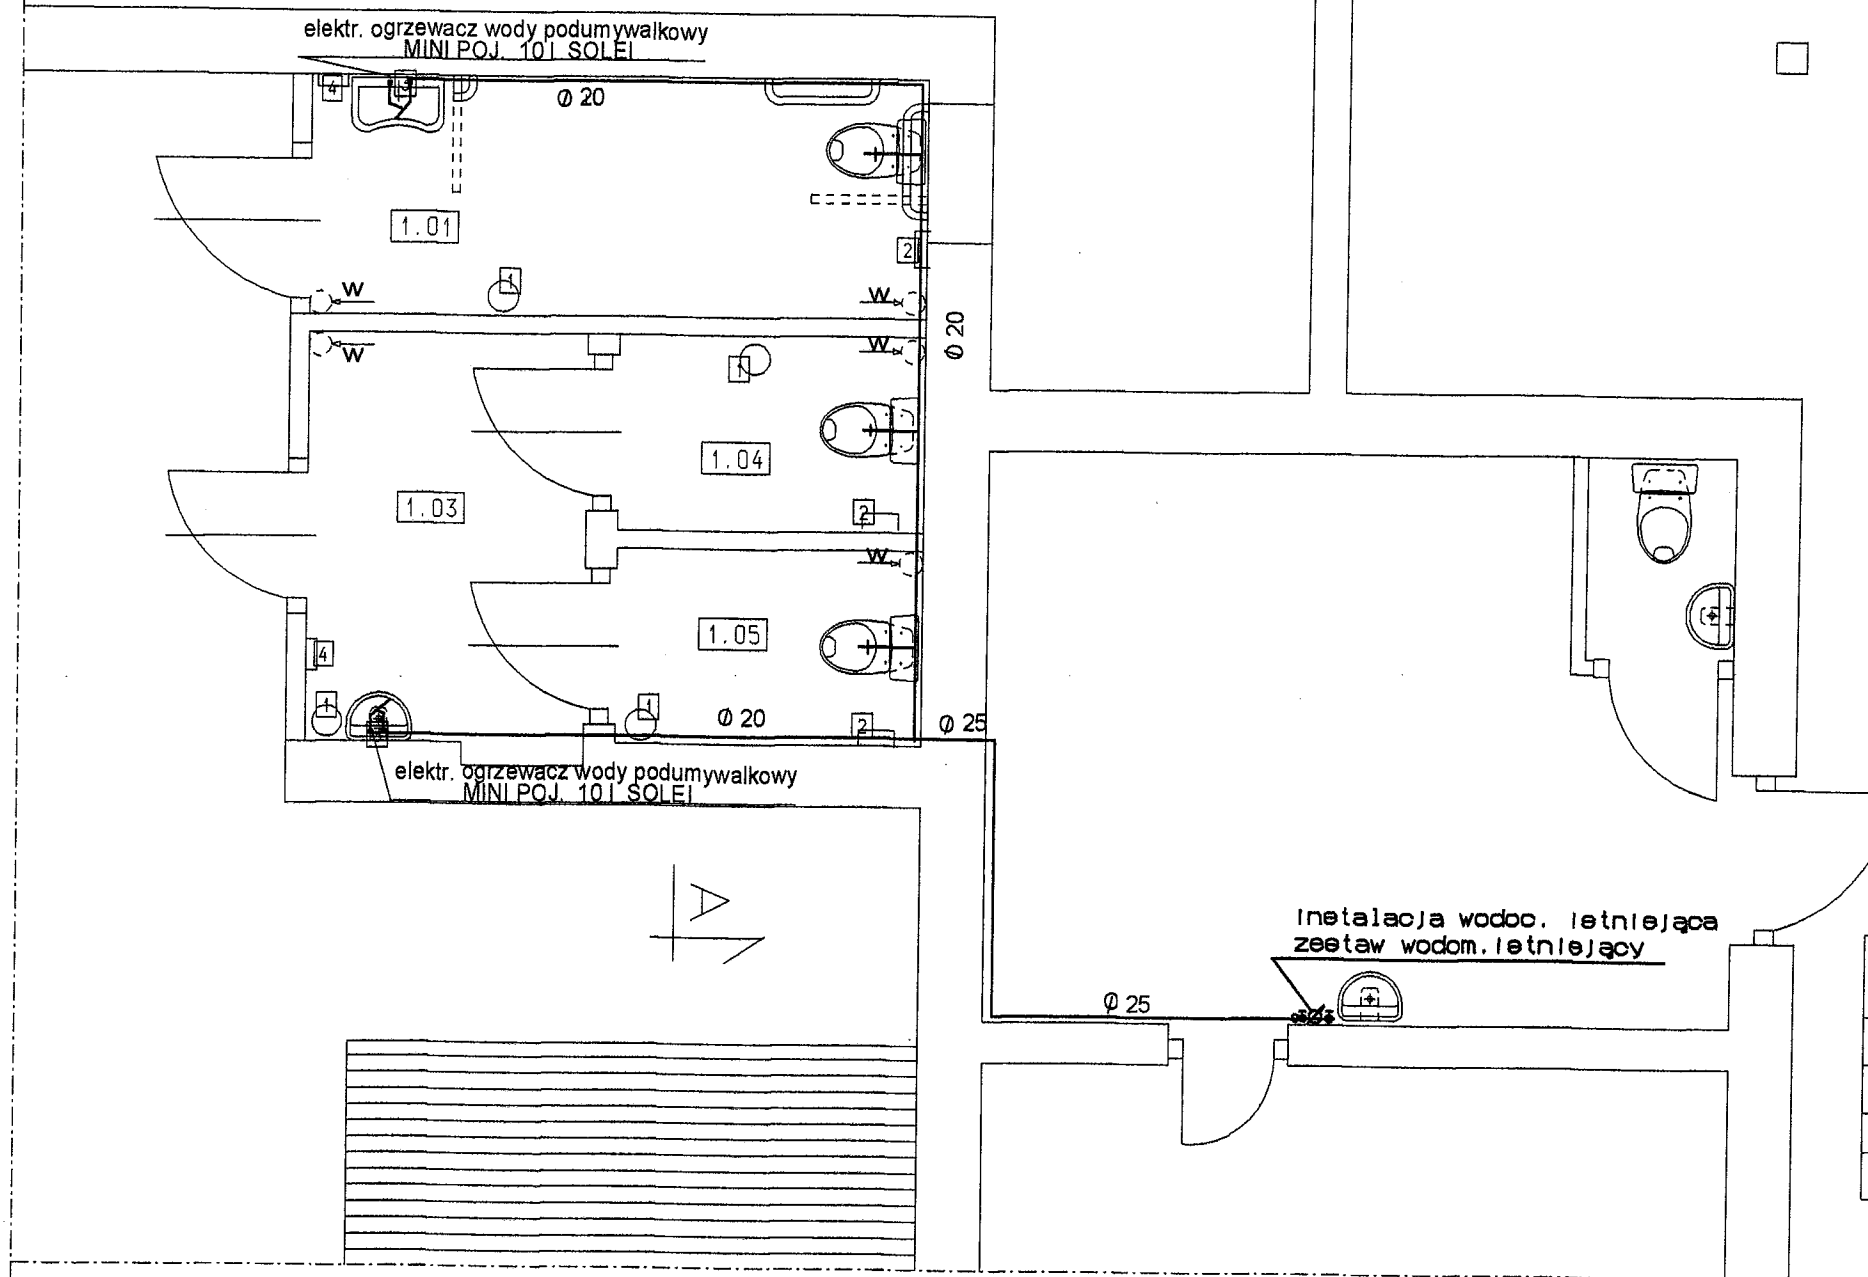 elektr. ogrzewacz wody podumywalkowy
MINI POJ. 10 l SOLEI
4
3
Ø 20
1.01
2
1
W
W
W
W
Ø 20
1
1.04
1.03
2
W
1.05
4
1
1
Ø 20
2
Ø 25
elektr. ogrzewacz wody podumywalkowy
MINI POJ. 10 l SOLEI
A
Instalacja wodoc. istniejąca
zestaw wodom. istniejący
Ø 25